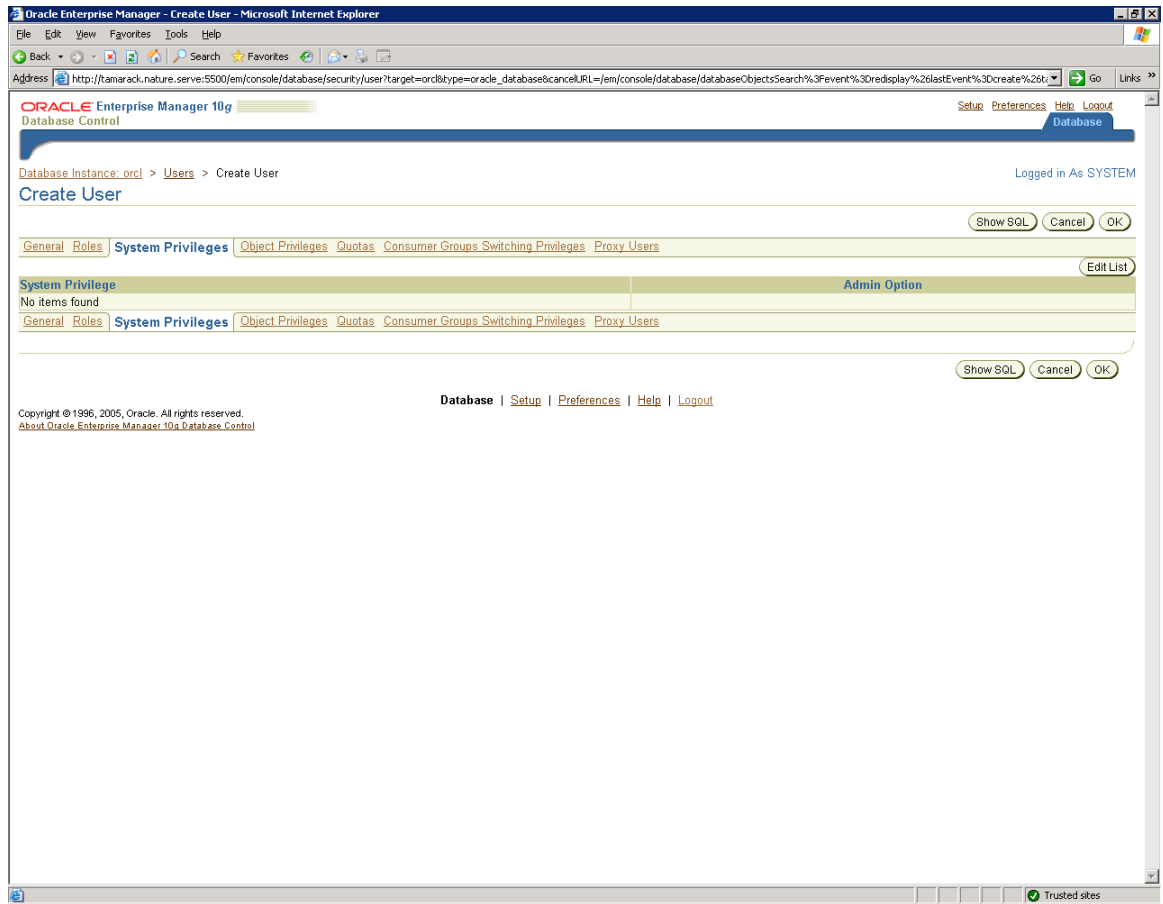 Oracle Enterprise Manager - Create User - Microsoft Internet Explorer
File Edit View Favorites Tools Help
Back Search Favorites
Address http://tamarack.nature.serve:5500/em/console/database/security/user?target=orcl&type=oracle_database&cancelURL=/em/console/database/databaseObjectsSearch%3Fevent%3Dredisplay%26lastEvent%3Dcreate%26t Go Links »
ORACLE Enterprise Manager 10g
Setup Preferences Help Logout
Database Control
Database
Database Instance: orcl > Users > Create User
Logged in As SYSTEM
Create User
Show SQL Cancel OK
General Roles System Privileges Object Privileges Quotas Consumer Groups Switching Privileges Proxy Users
Edit List
System Privilege Admin Option
No items found
General Roles System Privileges Object Privileges Quotas Consumer Groups Switching Privileges Proxy Users
Show SQL Cancel OK
Database | Setup | Preferences | Help | Logout
Copyright © 1996, 2005, Oracle. All rights reserved.
About Oracle Enterprise Manager 10g Database Control
Trusted sites